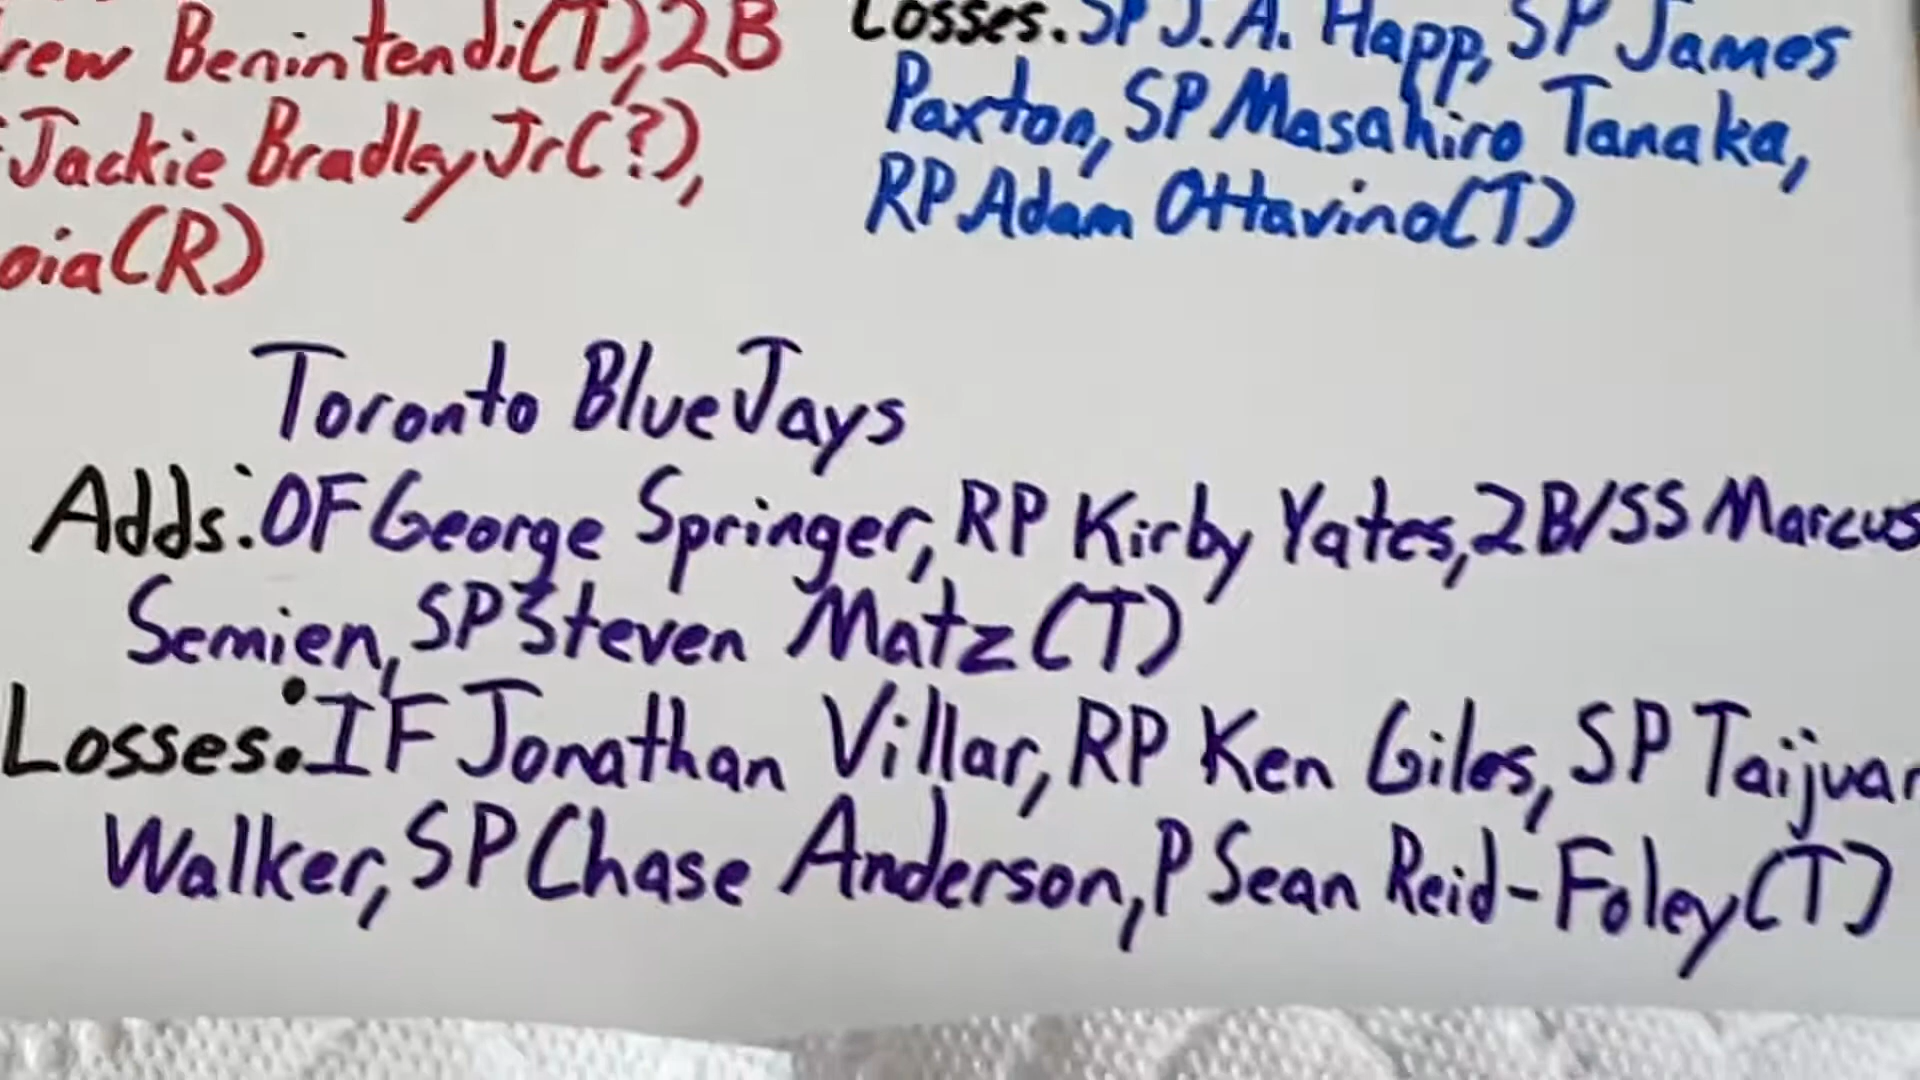 Benintendi(T), 2B
Jackie Bradley Jr(?),
(R)
Losses: SP J.A. Happ, SP James
Paxton, SP Masahiro Tanaka,
RP Adam Ottavino(T)
Toronto Blue Jays
Adds: OF George Springer, RP Kirby Yates, 2B/SS Marcus
Semien, SP Steven Matz (T)
Losses: IF Jonathan Villar, RP Ken Giles, SP Taijuan
Walker, SP Chase Anderson, P Sean Reid-Foley(T)